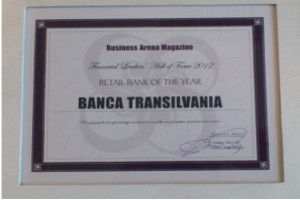 Business Arena Magazine
Financial Leaders' Hall of Fame 2012
RETAIL BANK OF THE YEAR
BANCA TRANSILVANIA